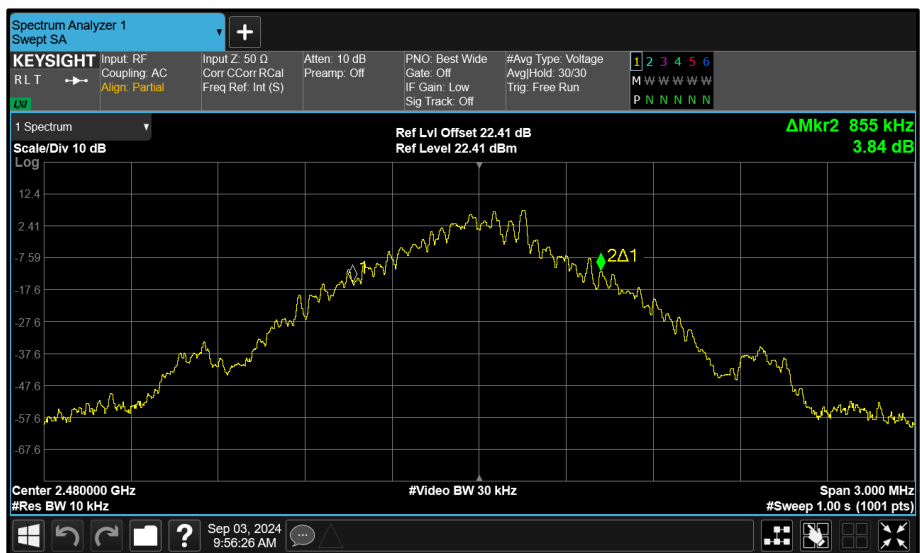 Spectrum Analyzer 1
Swept SA
+
KEYSIGHT
R L T
LXI
Input: RF
Coupling: AC
Align: Partial
Input Z: 50 Ω
Corr CCorr RCal
Freq Ref: Int (S)
Atten: 10 dB
Preamp: Off
PNO: Best Wide
Gate: Off
IF Gain: Low
Sig Track: Off
#Avg Type: Voltage
Avg|Hold: 30/30
Trig: Free Run
1 2 3 4 5 6
M W W W W W
P N N N N N
1 Spectrum
Scale/Div 10 dB
Log
Ref Lvl Offset 22.41 dB
Ref Level 22.41 dBm
ΔMkr2 855 kHz
3.84 dB
12.4
2.41
-7.59
-17.6
-27.6
-37.6
-47.6
-57.6
-67.6
1
2Δ1
Center 2.480000 GHz
#Res BW 10 kHz
#Video BW 30 kHz
Span 3.000 MHz
#Sweep 1.00 s (1001 pts)
?
Sep 03, 2024
9:56:26 AM